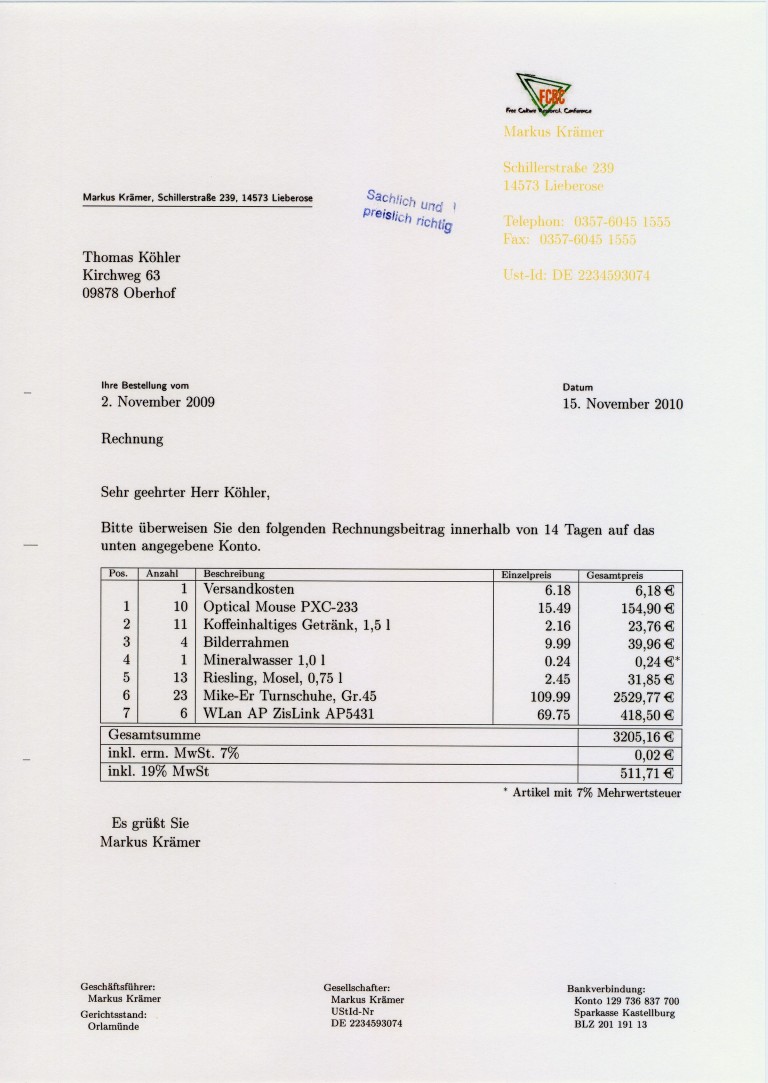 FCRC
Free Culture Research Conference
Markus Krämer
Schillerstraße 239
14573 Lieberose
Telephon: 0357-6045 1555
Fax: 0357-6045 1555
Ust-Id: DE 2234593074
Markus Krämer, Schillerstraße 239, 14573 Lieberose
Sachlich und
preislich richtig
Thomas Köhler
Kirchweg 63
09878 Oberhof
Ihre Bestellung vom
2. November 2009
Datum
15. November 2010
Rechnung
Sehr geehrter Herr Köhler,
Bitte überweisen Sie den folgenden Rechnungsbeitrag innerhalb von 14 Tagen auf das
unten angegebene Konto.
Pos. Anzahl Beschreibung Einzelpreis Gesamtpreis
1 Versandkosten 6.18 6,18 €
1 10 Optical Mouse PXC-233 15.49 154,90 €
2 11 Koffeinhaltiges Getränk, 1,5 l 2.16 23,76 €
3 4 Bilderrahmen 9.99 39,96 €
4 1 Mineralwasser 1,0 l 0.24 0,24 €*
5 13 Riesling, Mosel, 0,75 l 2.45 31,85 €
6 23 Mike-Er Turnschuhe, Gr.45 109.99 2529,77 €
7 6 WLan AP ZisLink AP5431 69.75 418,50 €
Gesamtsumme 3205,16 €
inkl. erm. MwSt. 7% 0,02 €
inkl. 19% MwSt 511,71 €
* Artikel mit 7% Mehrwertsteuer
Es grüßt Sie
Markus Krämer
Geschäftsführer:
Markus Krämer
Gerichtsstand:
Orlamünde
Gesellschafter:
Markus Krämer
UStId-Nr
DE 2234593074
Bankverbindung:
Konto 129 736 837 700
Sparkasse Kastellburg
BLZ 201 191 13